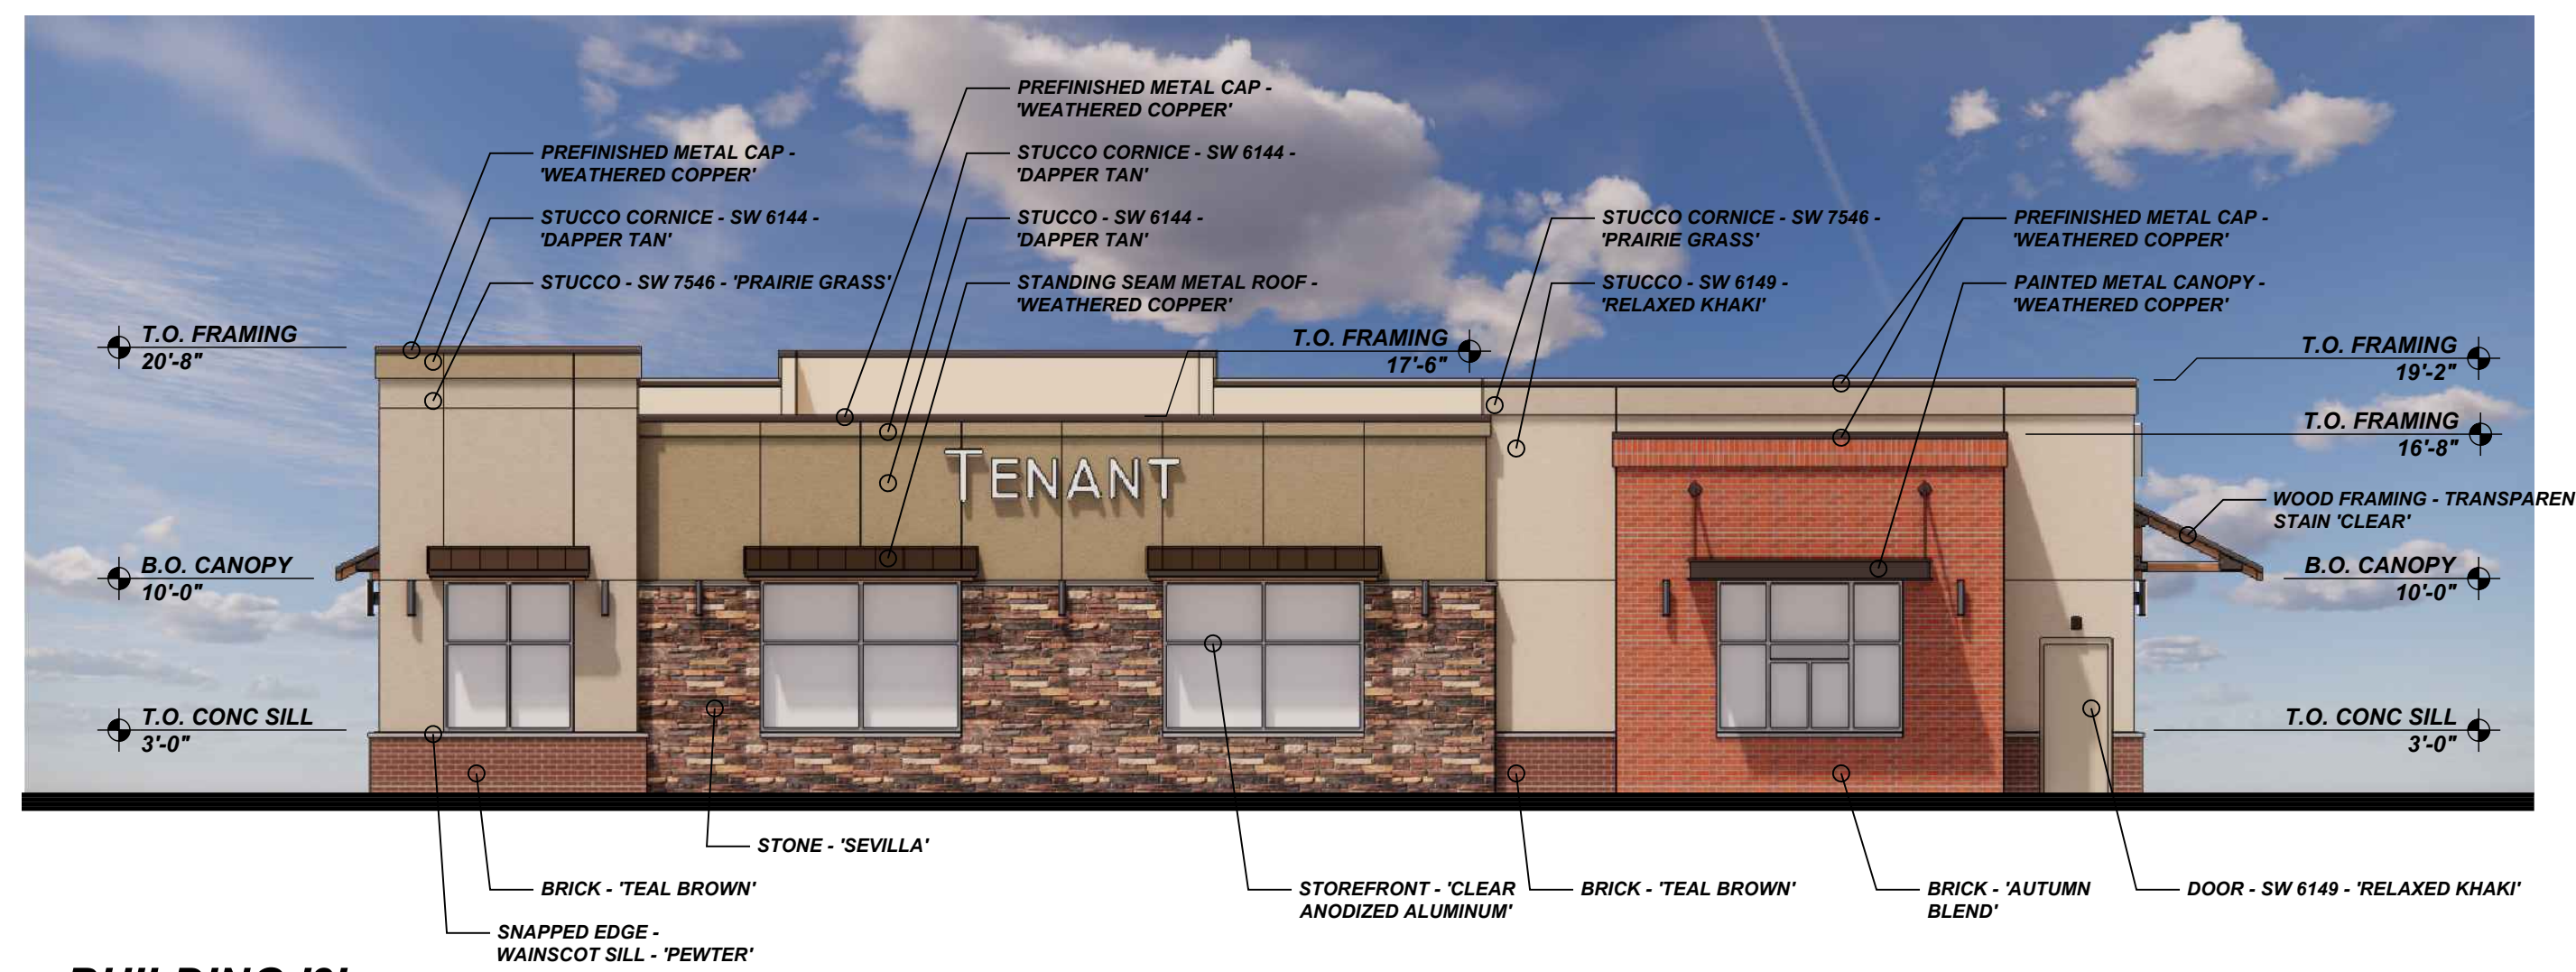 PREFINISHED METAL CAP -
'WEATHERED COPPER'
PREFINISHED METAL CAP -
'WEATHERED COPPER'
STUCCO CORNICE - SW 6144 -
'DAPPER TAN'
STUCCO CORNICE - SW 6144 -
'DAPPER TAN'
STUCCO - SW 6144 -
'DAPPER TAN'
STUCCO CORNICE - SW 7546 -
'PRAIRIE GRASS'
PREFINISHED METAL CAP -
'WEATHERED COPPER'
STUCCO - SW 7546 - 'PRAIRIE GRASS'
STANDING SEAM METAL ROOF -
'WEATHERED COPPER'
STUCCO - SW 6149 -
'RELAXED KHAKI'
PAINTED METAL CANOPY -
'WEATHERED COPPER'
T.O. FRAMING
20'-8"
T.O. FRAMING
17'-6"
T.O. FRAMING
19'-2"
T.O. FRAMING
16'-8"
TENANT
WOOD FRAMING - TRANSPAREN
STAIN 'CLEAR'
B.O. CANOPY
10'-0"
B.O. CANOPY
10'-0"
T.O. CONC SILL
3'-0"
T.O. CONC SILL
3'-0"
STONE - 'SEVILLA'
BRICK - 'TEAL BROWN'
STOREFRONT - 'CLEAR
ANODIZED ALUMINUM'
BRICK - 'TEAL BROWN'
BRICK - 'AUTUMN
BLEND'
DOOR - SW 6149 - 'RELAXED KHAKI'
SNAPPED EDGE -
WAINSCOT SILL - 'PEWTER'